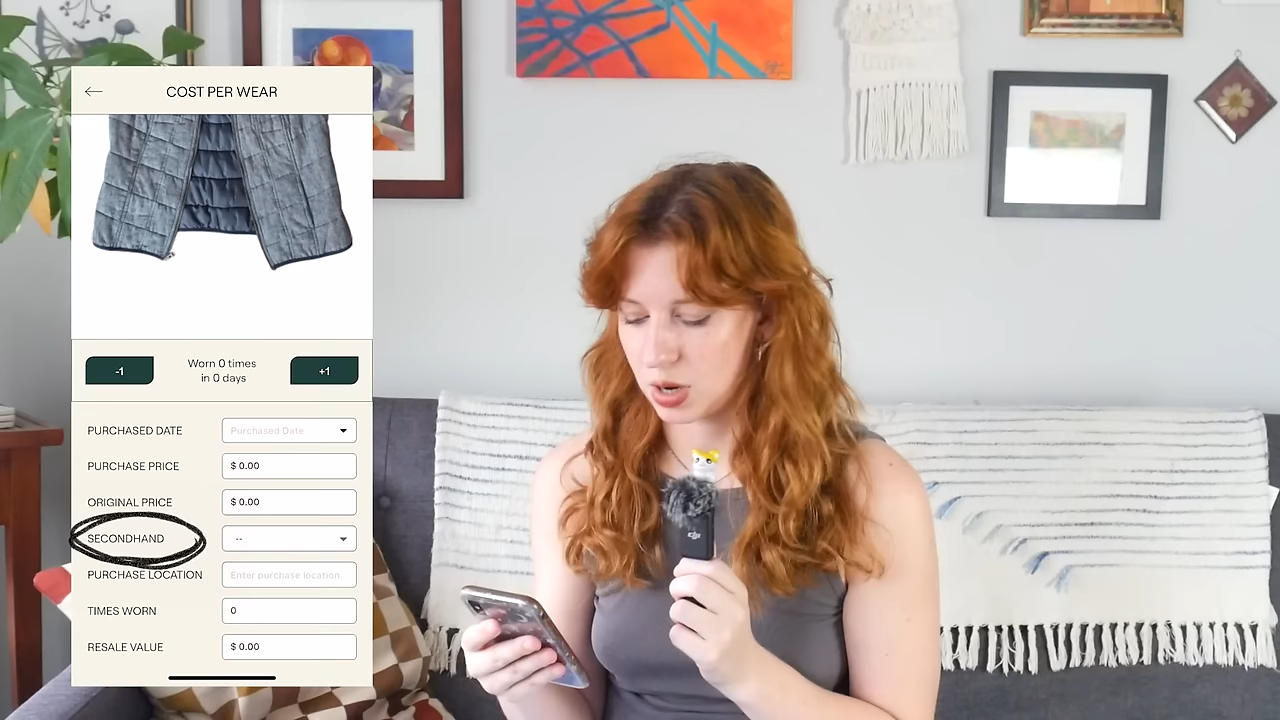 COST PER WEAR
-1
Worn 0 times
in 0 days
+1
PURCHASED DATE
Purchased Date
PURCHASE PRICE
$ 0.00
ORIGINAL PRICE
$ 0.00
SECONDHAND
--
PURCHASE LOCATION
Enter purchase location
TIMES WORN
0
RESALE VALUE
$ 0.00
dji